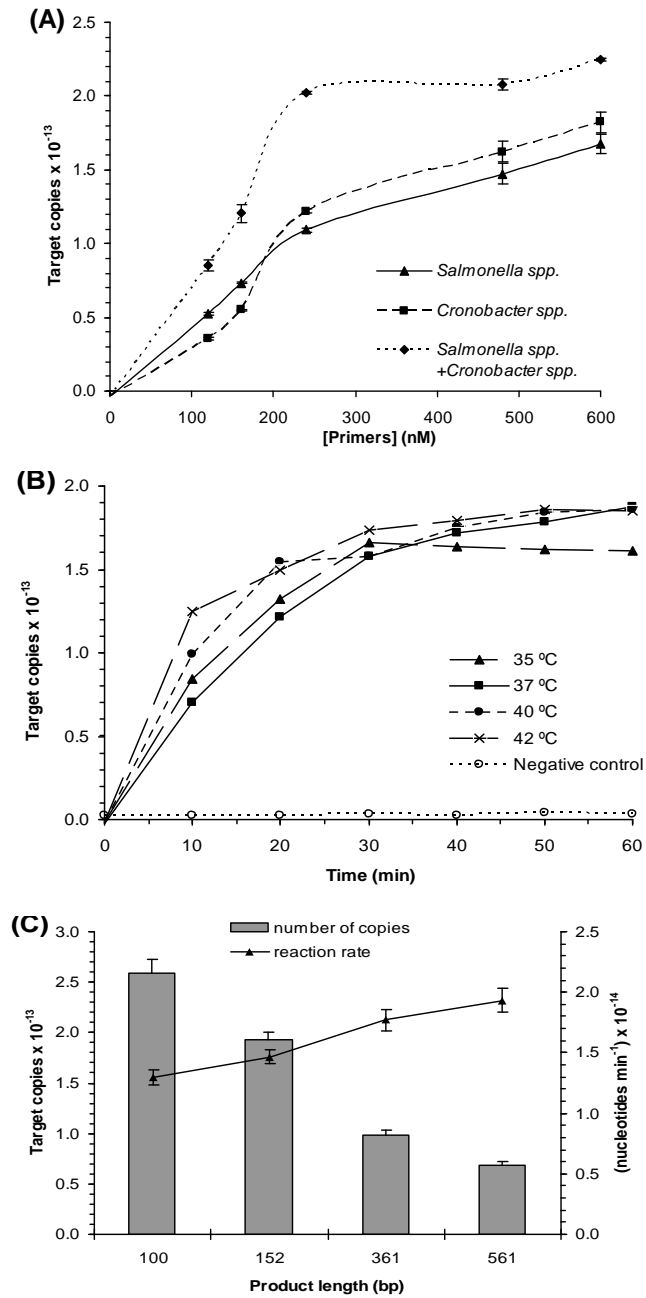 (A)
2.5
2.0
1.5
1.0
0.5
0.0
Target copies x 10-13
0
100
200
300
400
500
600
[Primers] (nM)
Salmonella spp.
Cronobacter spp.
Salmonella spp.
+Cronobacter spp.
(B)
2.0
1.5
1.0
0.5
0.0
Target copies x 10-13
0
10
20
30
40
50
60
Time (min)
35 ºC
37 ºC
40 ºC
42 ºC
Negative control
(C)
number of copies
reaction rate
3.0
2.5
2.0
1.5
1.0
0.5
0.0
Target copies x 10-13
2.5
2.0
1.5
1.0
0.5
0.0
(nucleotides min-1) x 10-14
100
152
361
561
Product length (bp)